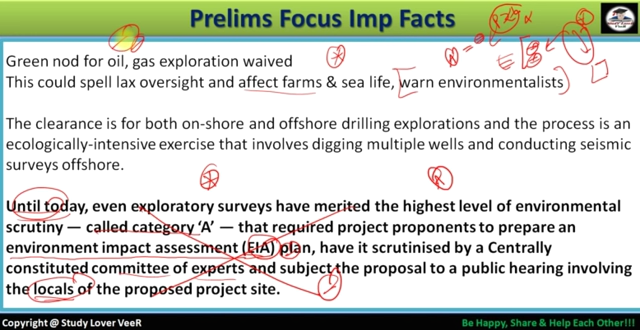 Prelims Focus Imp Facts
Green nod for oil, gas exploration waived
This could spell lax oversight and affect farms & sea life, warn environmentalists
The clearance is for both on-shore and offshore drilling explorations and the process is an
ecologically-intensive exercise that involves digging multiple wells and conducting seismic
surveys offshore.
Until today, even exploratory surveys have merited the highest level of environmental
scrutiny — called category ‘A’ — that required project proponents to prepare an
environment impact assessment (EIA) plan, have it scrutinised by a Centrally
constituted committee of experts and subject the proposal to a public hearing involving
the locals of the proposed project site.
Copyright @ Study Lover VeeR
Be Happy, Share & Help Each Other!!!